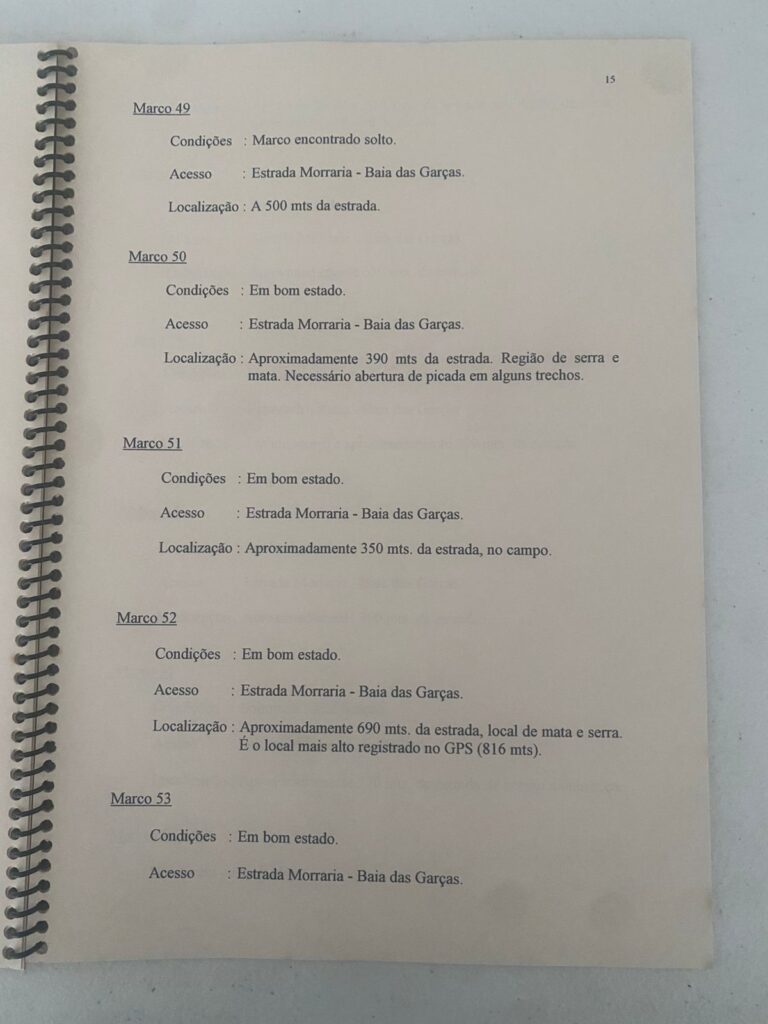 15
Marco 49
Condições : Marco encontrado solto.
Acesso : Estrada Morraria - Baia das Garças.
Localização : A 500 mts da estrada.
Marco 50
Condições : Em bom estado.
Acesso : Estrada Morraria - Baia das Garças.
Localização : Aproximadamente 390 mts da estrada. Região de serra e
mata. Necessário abertura de picada em alguns trechos.
Marco 51
Condições : Em bom estado.
Acesso : Estrada Morraria - Baia das Garças.
Localização : Aproximadamente 350 mts. da estrada, no campo.
Marco 52
Condições : Em bom estado.
Acesso : Estrada Morraria - Baia das Garças.
Localização : Aproximadamente 690 mts. da estrada, local de mata e serra.
É o local mais alto registrado no GPS (816 mts).
Marco 53
Condições : Em bom estado.
Acesso : Estrada Morraria - Baia das Garças.